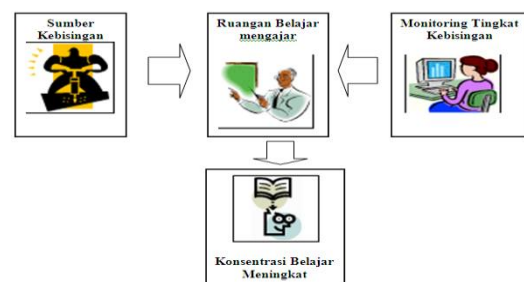 Sumber
Kebisingan
Ruangan Belajar
mengajar
Monitoring Tingkat
Kebisingan
Konsentrasi Belajar
Meningkat